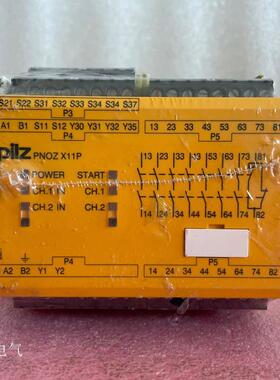 S21 S22 S31 S32 S33 S34 S34 S37
P3
A1 B1 S11 S12 Y30 Y31 Y32 Y35 13 23 33 43 53 63 73 8
P4 P5
pilz PNOZ X11P
13 23 33 43 53 63 73 81
POWER START
CH.1 IN CH.1
CH.2 IN CH.2
14 24 34 44 54 64 74 82
P4 P5
A2 B2 Y1 Y2 14 24 34 44 54 64 74 82
电气